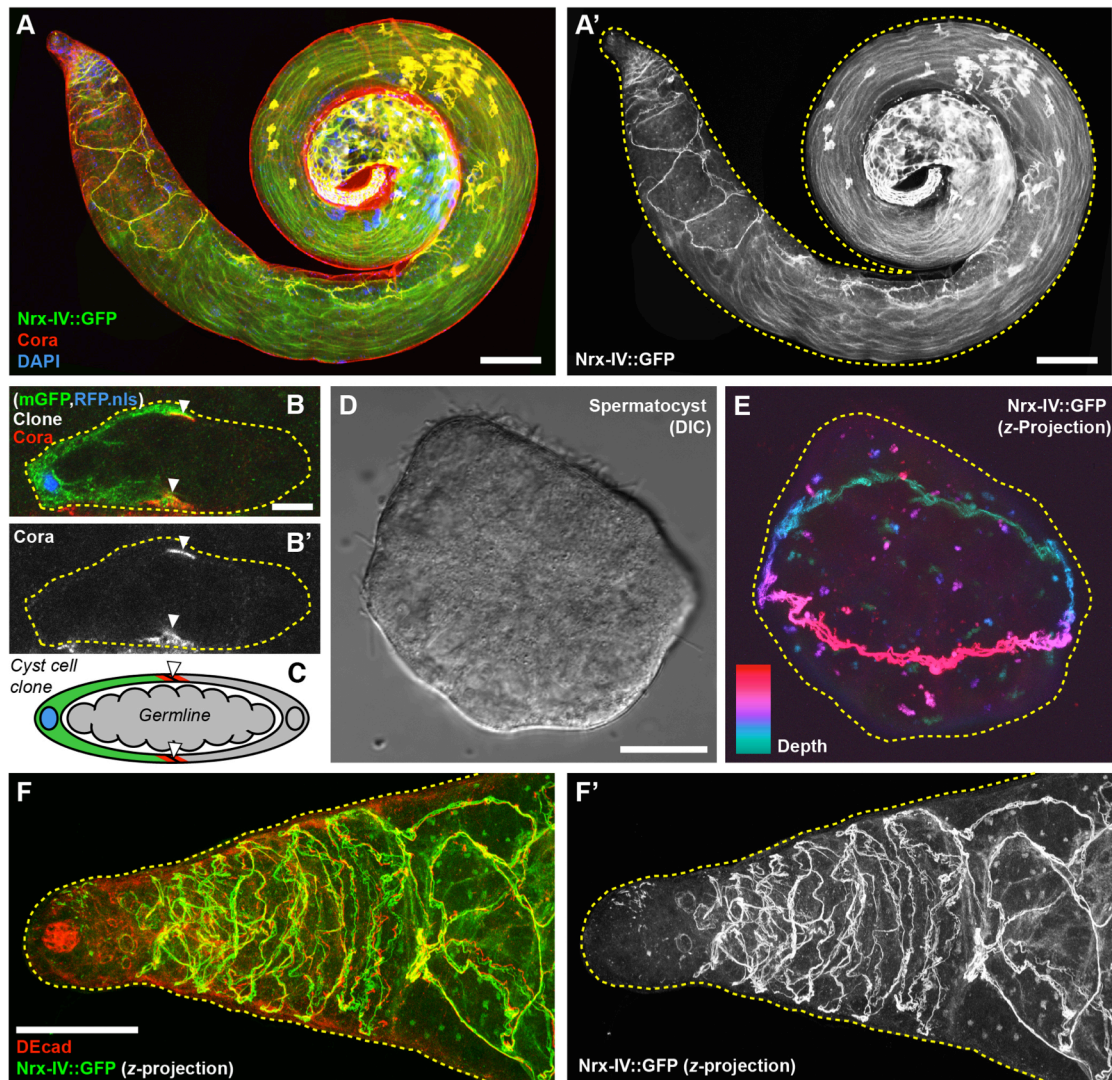 A
Nrx-IV::GFP
Cora
DAPI
A'
Nrx-IV::GFP
(mGFP,RFP.nls)
Clone
Cora
B
Cora
B'
Cyst cell
clone
C
Germline
D
Spermatocyst
(DIC)
E
Nrx-IV::GFP
(z-Projection)
Depth
F
DEcad
Nrx-IV::GFP (z-projection)
F'
Nrx-IV::GFP (z-projection)